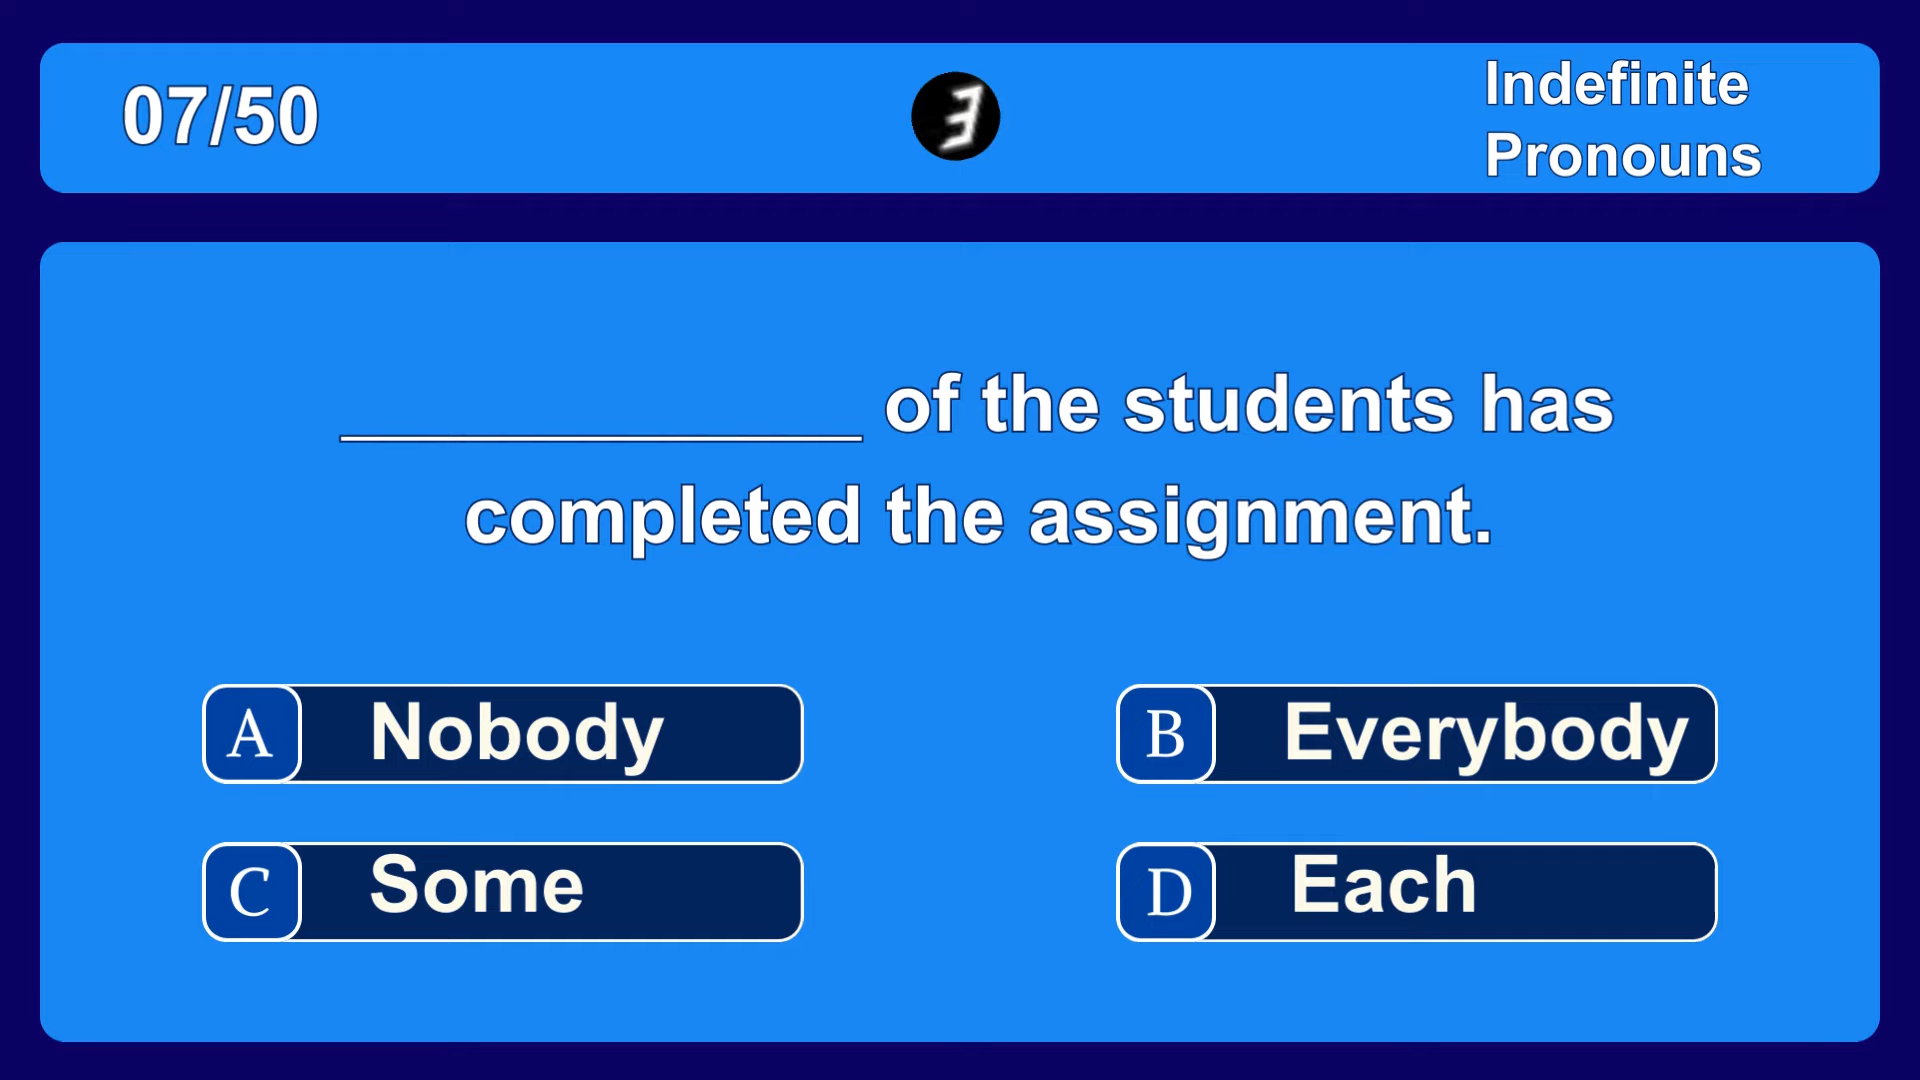 07/50
3
Indefinite
Pronouns
____________ of the students has
completed the assignment.
A Nobody
B Everybody
C Some
D Each